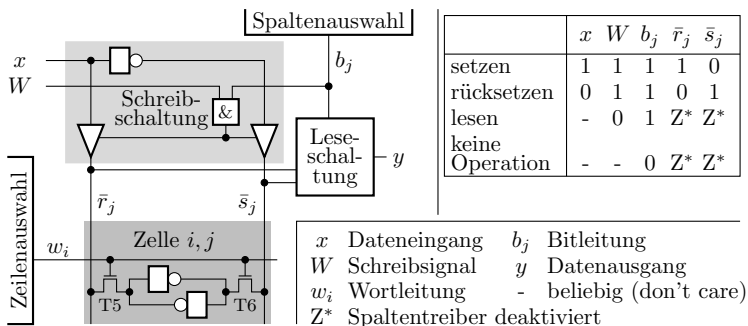 Spaltenauswahl
x
W
b_j
Schreib-
schaltung
&
Lese-
schal-
tung
y
r̄_j
s̄_j
Zeilenauswahl
w_i
Zelle i, j
T5
T6
x W b_j r̄_j s̄_j
setzen 1 1 1 1 0
rücksetzen 0 1 1 0 1
lesen - 0 1 Z* Z*
keine
Operation - - 0 Z* Z*
x Dateneingang b_j Bitleitung
W Schreibsignal y Datenausgang
w_i Wortleitung - beliebig (don't care)
Z* Spaltentreiber deaktiviert